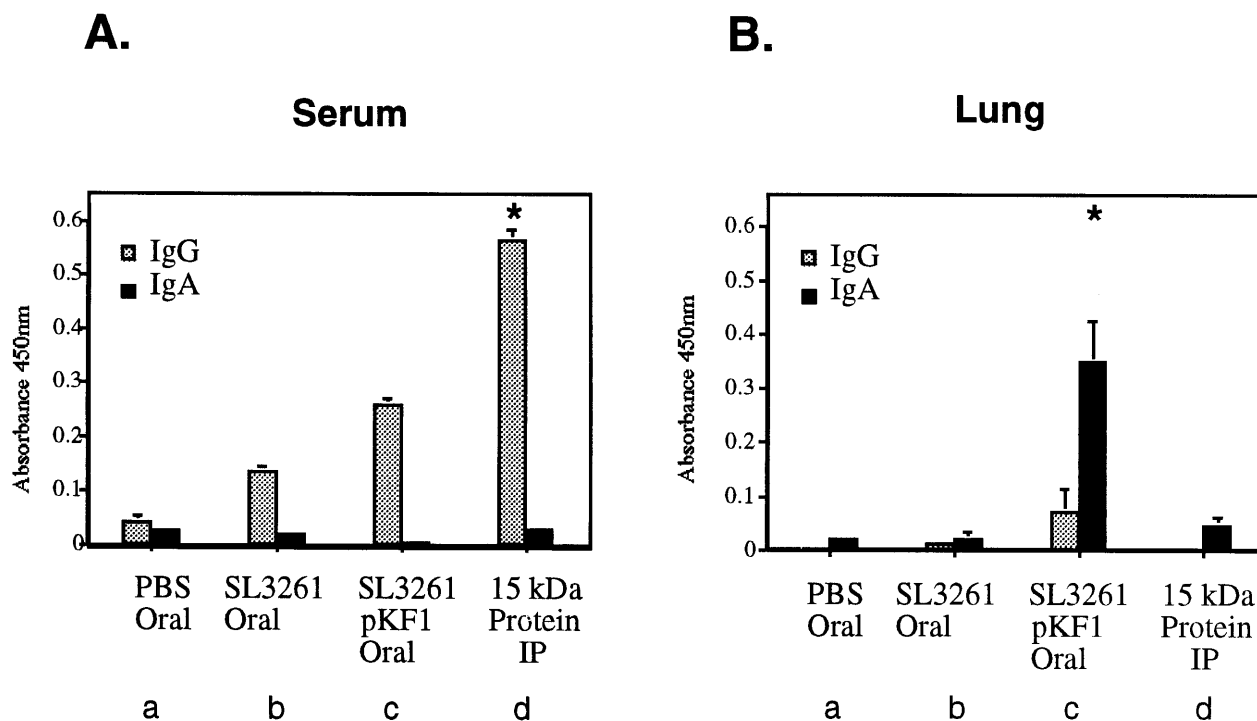 A.
Serum
Absorbance 450nm
0.6
0.5
0.4
0.3
0.2
0.1
0
IgG
IgA
*
PBS
Oral
SL3261
Oral
SL3261
pKF1
Oral
15 kDa
Protein
IP
a
b
c
d
B.
Lung
Absorbance 450nm
0.6
0.5
0.4
0.3
0.2
0.1
0
IgG
IgA
*
PBS
Oral
SL3261
Oral
SL3261
pKF1
Oral
15 kDa
Protein
IP
a
b
c
d